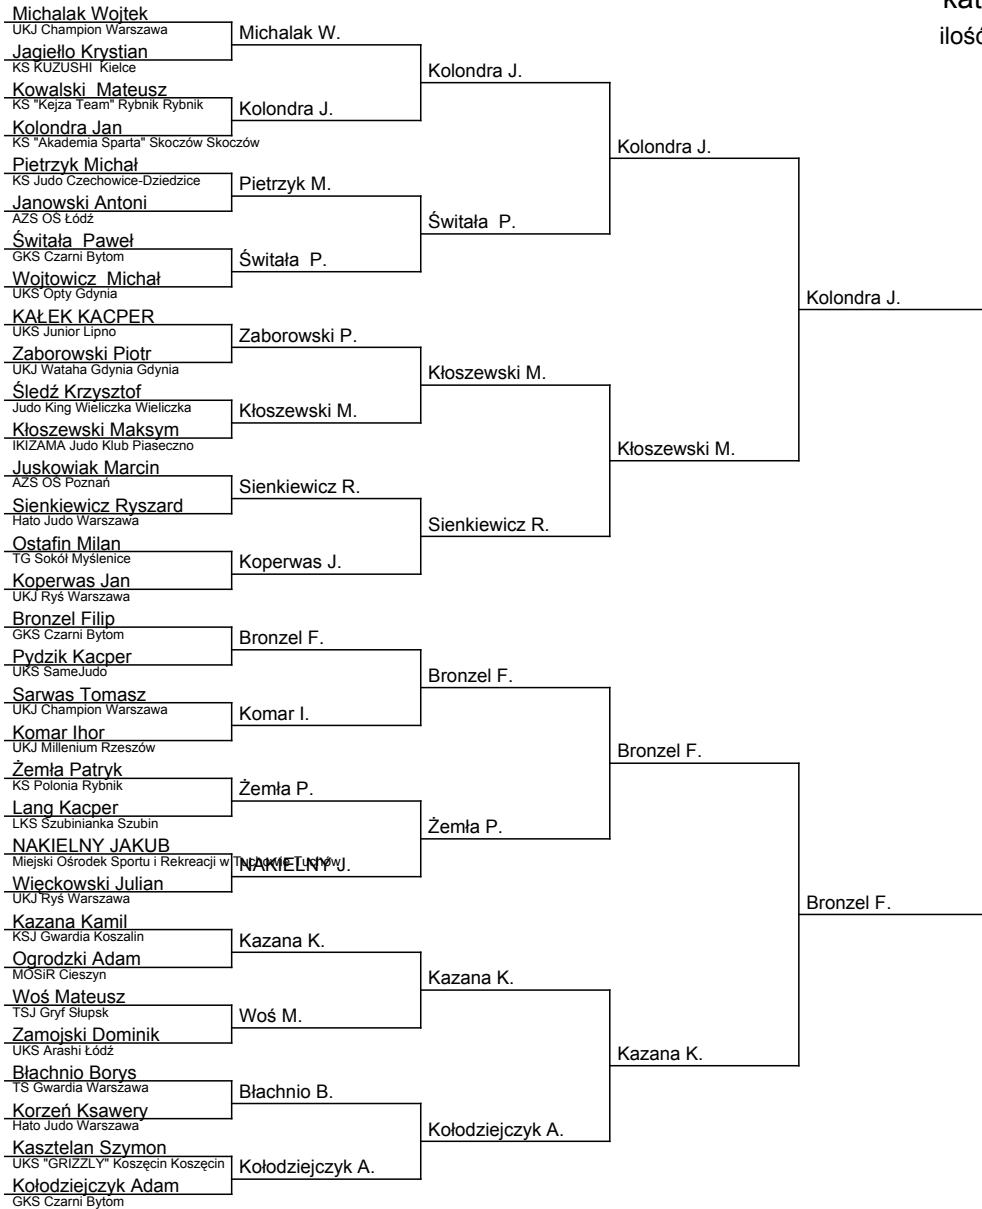 kat
ilość
Michalak Wojtek
UKJ Champion Warszawa
Michalak W.
Jagiełło Krystian
KS KUZUSHI Kielce
Kolondra J.
Kowalski Mateusz
KS "Kejza Team" Rybnik Rybnik
Kolondra J.
Kolondra Jan
KS "Akademia Sparta" Skoczów Skoczów
Kolondra J.
Pietrzyk Michał
KS Judo Czechowice-Dziedzice
Pietrzyk M.
Janowski Antoni
AZS OŚ Łódź
Świtała P.
Świtała Paweł
GKS Czarni Bytom
Świtała P.
Wojtowicz Michał
UKS Opty Gdynia
Kolondra J.
KAŁEK KACPER
UKS Junior Lipno
Zaborowski P.
Zaborowski Piotr
UKJ Wataha Gdynia Gdynia
Kłoszewski M.
Śledź Krzysztof
Judo King Wieliczka Wieliczka
Kłoszewski M.
Kłoszewski Maksym
IKIZAMA Judo Klub Piaseczno
Kłoszewski M.
Juskowiak Marcin
AZS OŚ Poznań
Sienkiewicz R.
Sienkiewicz Ryszard
Hato Judo Warszawa
Sienkiewicz R.
Ostafin Milan
TG Sokół Myślenice
Koperwas J.
Koperwas Jan
UKJ Ryś Warszawa
Bronzel Filip
GKS Czarni Bytom
Bronzel F.
Pydzik Kacper
UKS SameJudo
Bronzel F.
Sarwas Tomasz
UKJ Champion Warszawa
Komar I.
Komar Ihor
UKJ Millenium Rzeszów
Bronzel F.
Żemła Patryk
KS Polonia Rybnik
Żemła P.
Lang Kacper
LKS Szubinianka Szubin
Żemła P.
NAKIELNY JAKUB
Miejski Ośrodek Sportu i Rekreacji w Tuchowie Tuchów
NAKIELNY J.
Więckowski Julian
UKJ Ryś Warszawa
Bronzel F.
Kazana Kamil
KSJ Gwardia Koszalin
Kazana K.
Ogrodzki Adam
MOSiR Cieszyn
Kazana K.
Woś Mateusz
TSJ Gryf Słupsk
Woś M.
Zamojski Dominik
UKS Arashi Łódź
Kazana K.
Błachnio Borys
TS Gwardia Warszawa
Błachnio B.
Korzeń Ksawery
Hato Judo Warszawa
Kołodziejczyk A.
Kasztelan Szymon
UKS "GRIZZLY" Koszęcin Koszęcin
Kołodziejczyk A.
Kołodziejczyk Adam
GKS Czarni Bytom